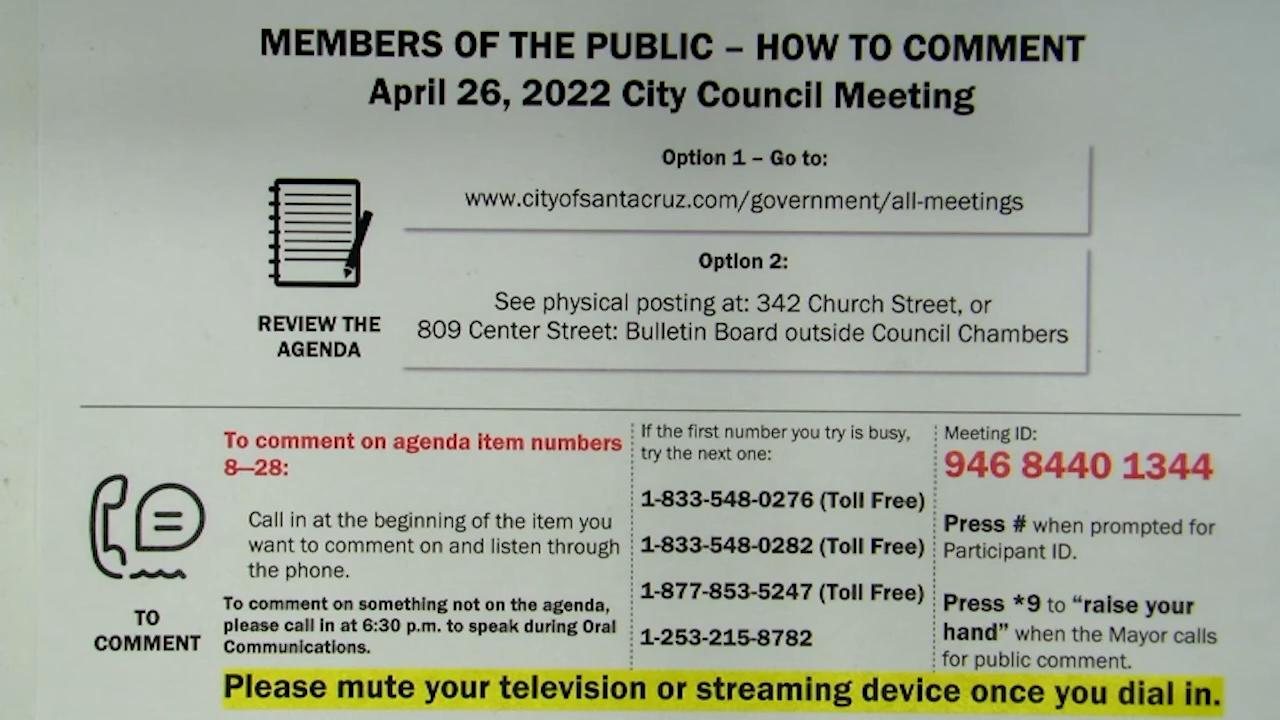 MEMBERS OF THE PUBLIC – HOW TO COMMENT
April 26, 2022 City Council Meeting
Option 1 – Go to:
www.cityofsantacruz.com/government/all-meetings
Option 2:
See physical posting at: 342 Church Street, or
809 Center Street: Bulletin Board outside Council Chambers
REVIEW THE
AGENDA
To comment on agenda item numbers
8—28:
Call in at the beginning of the item you
want to comment on and listen through
the phone.
To comment on something not on the agenda,
please call in at 6:30 p.m. to speak during Oral
Communications.
TO
COMMENT
If the first number you try is busy,
try the next one:
1-833-548-0276 (Toll Free)
1-833-548-0282 (Toll Free)
1-877-853-5247 (Toll Free)
1-253-215-8782
Meeting ID:
946 8440 1344
Press # when prompted for
Participant ID.
Press *9 to “raise your
hand” when the Mayor calls
for public comment.
Please mute your television or streaming device once you dial in.